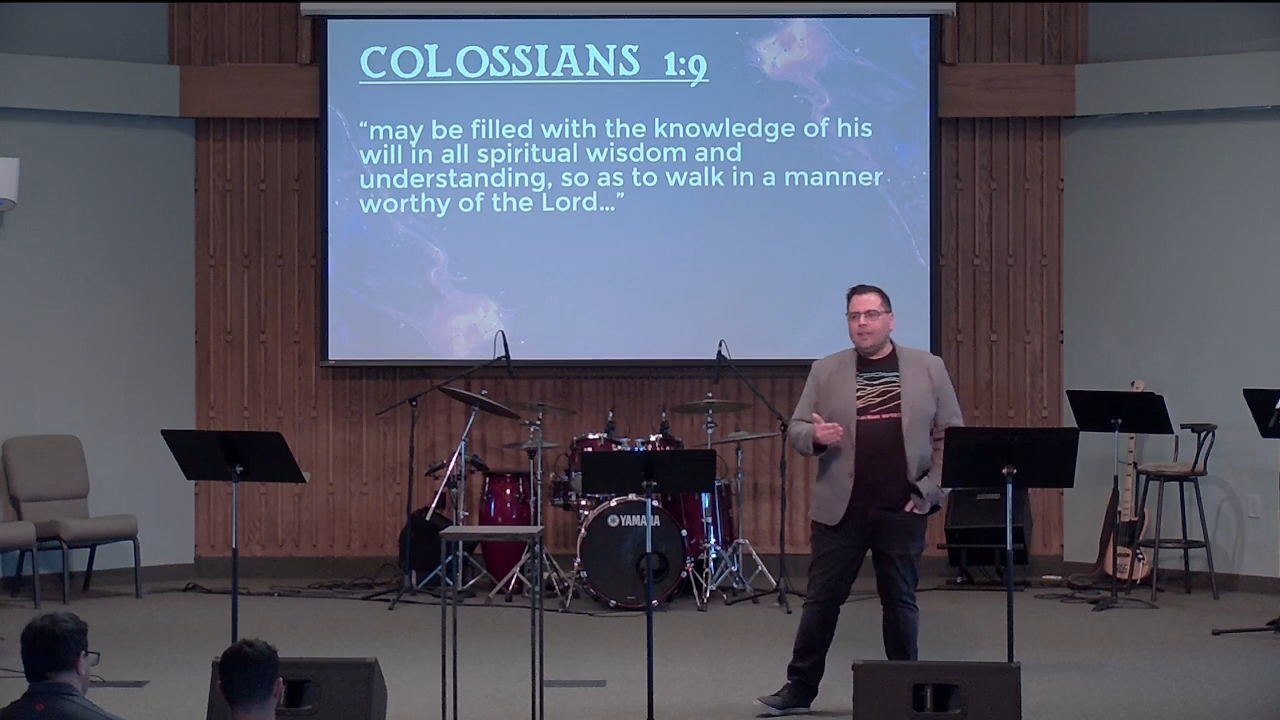 COLOSSIANS 1:9
“may be filled with the knowledge of his
will in all spiritual wisdom and
understanding, so as to walk in a manner
worthy of the Lord…”
YAMAHA